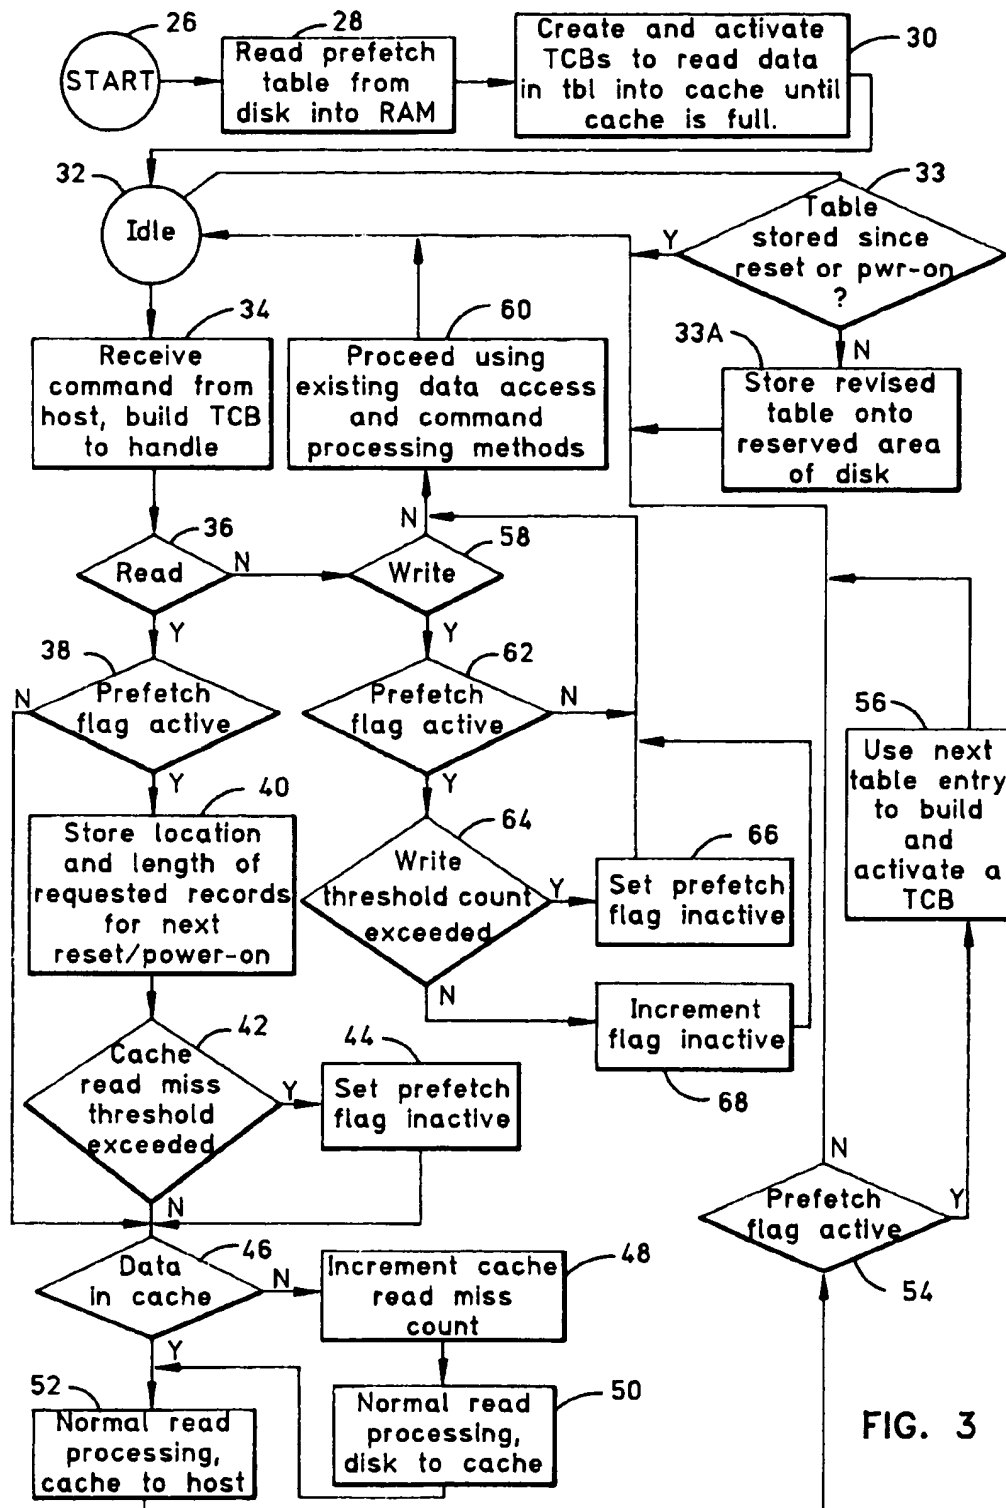 26
START
28
Read prefetch
table from
disk into RAM
30
Create and activate
TCBs to read data
in tbl into cache until
cache is full.
32
Idle
33
Table
stored since
reset or pwr-on
?
Y
N
33A
Store revised
table onto
reserved area
of disk
34
Receive
command from
host, build TCB
to handle
60
Proceed using
existing data access
and command
processing methods
36
Read
N
Y
58
Write
N
Y
38
Prefetch
flag active
N
Y
62
Prefetch
flag active
N
Y
56
Use next
table entry
to build
and
activate a
TCB
40
Store location
and length of
requested records
for next
reset/power-on
64
Write
threshold count
exceeded
Y
N
66
Set prefetch
flag inactive
Increment
flag inactive
68
42
Cache
read miss
threshold
exceeded
Y
N
44
Set prefetch
flag inactive
N
Prefetch
flag active
Y
54
46
Data
in cache
N
Y
48
Increment cache
read miss
count
52
Normal read
processing,
cache to host
50
Normal read
processing,
disk to cache
FIG. 3